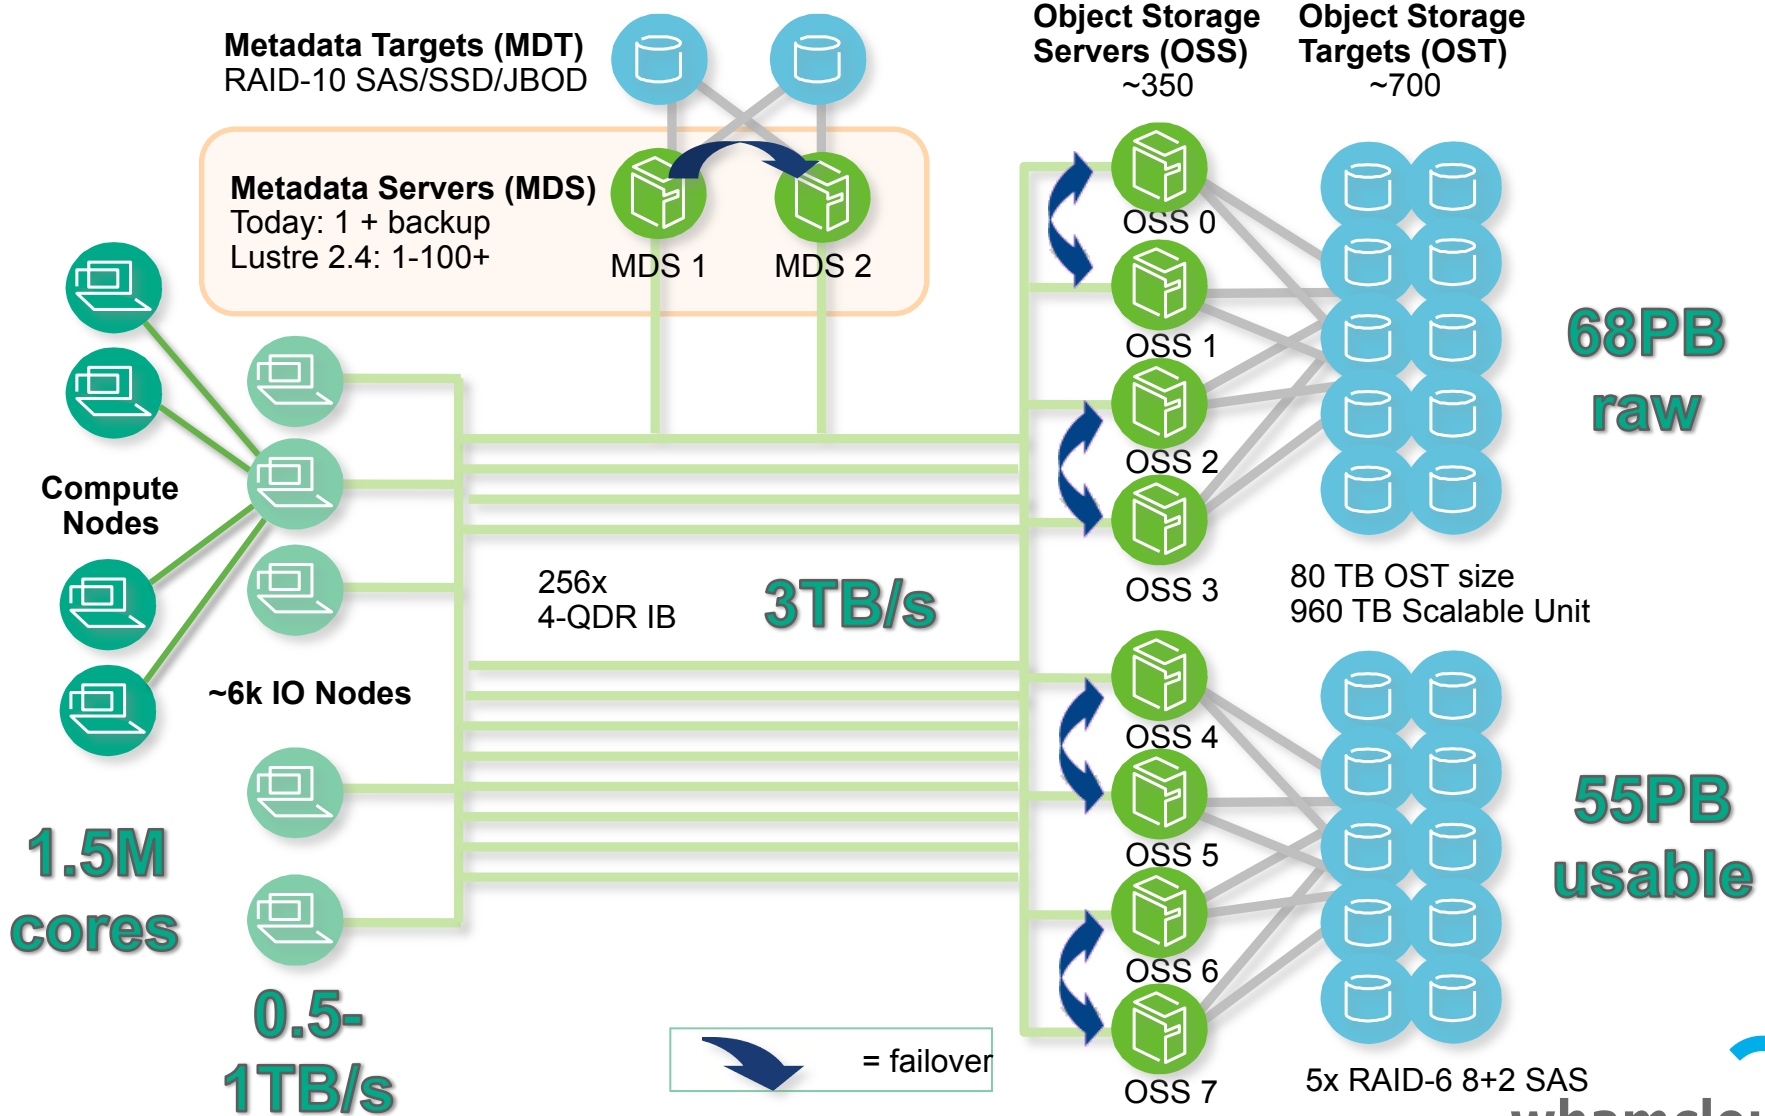 Metadata Targets (MDT)
RAID-10 SAS/SSD/JBOD
Object Storage
Servers (OSS)
~350
Object Storage
Targets (OST)
~700
Metadata Servers (MDS)
Today: 1 + backup
Lustre 2.4: 1-100+
MDS 1
MDS 2
OSS 0
OSS 1
OSS 2
OSS 3
68PB
raw
Compute
Nodes
256x
4-QDR IB
3TB/s
80 TB OST size
960 TB Scalable Unit
~6k IO Nodes
OSS 4
OSS 5
OSS 6
OSS 7
55PB
usable
1.5M
cores
0.5-
1TB/s
= failover
5x RAID-6 8+2 SAS